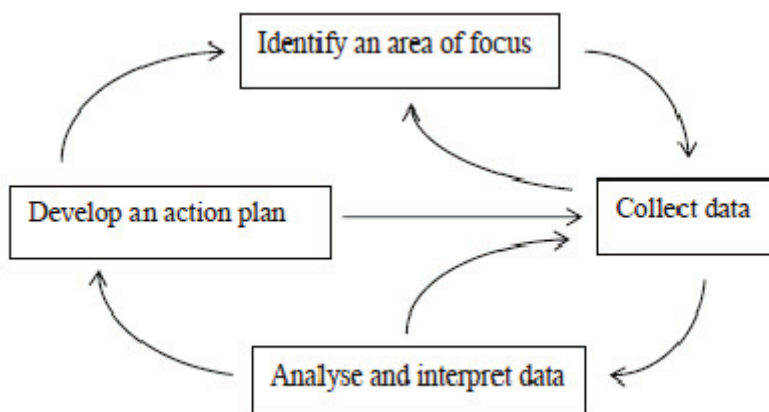 Identify an area of focus
Develop an action plan
Collect data
Analyse and interpret data